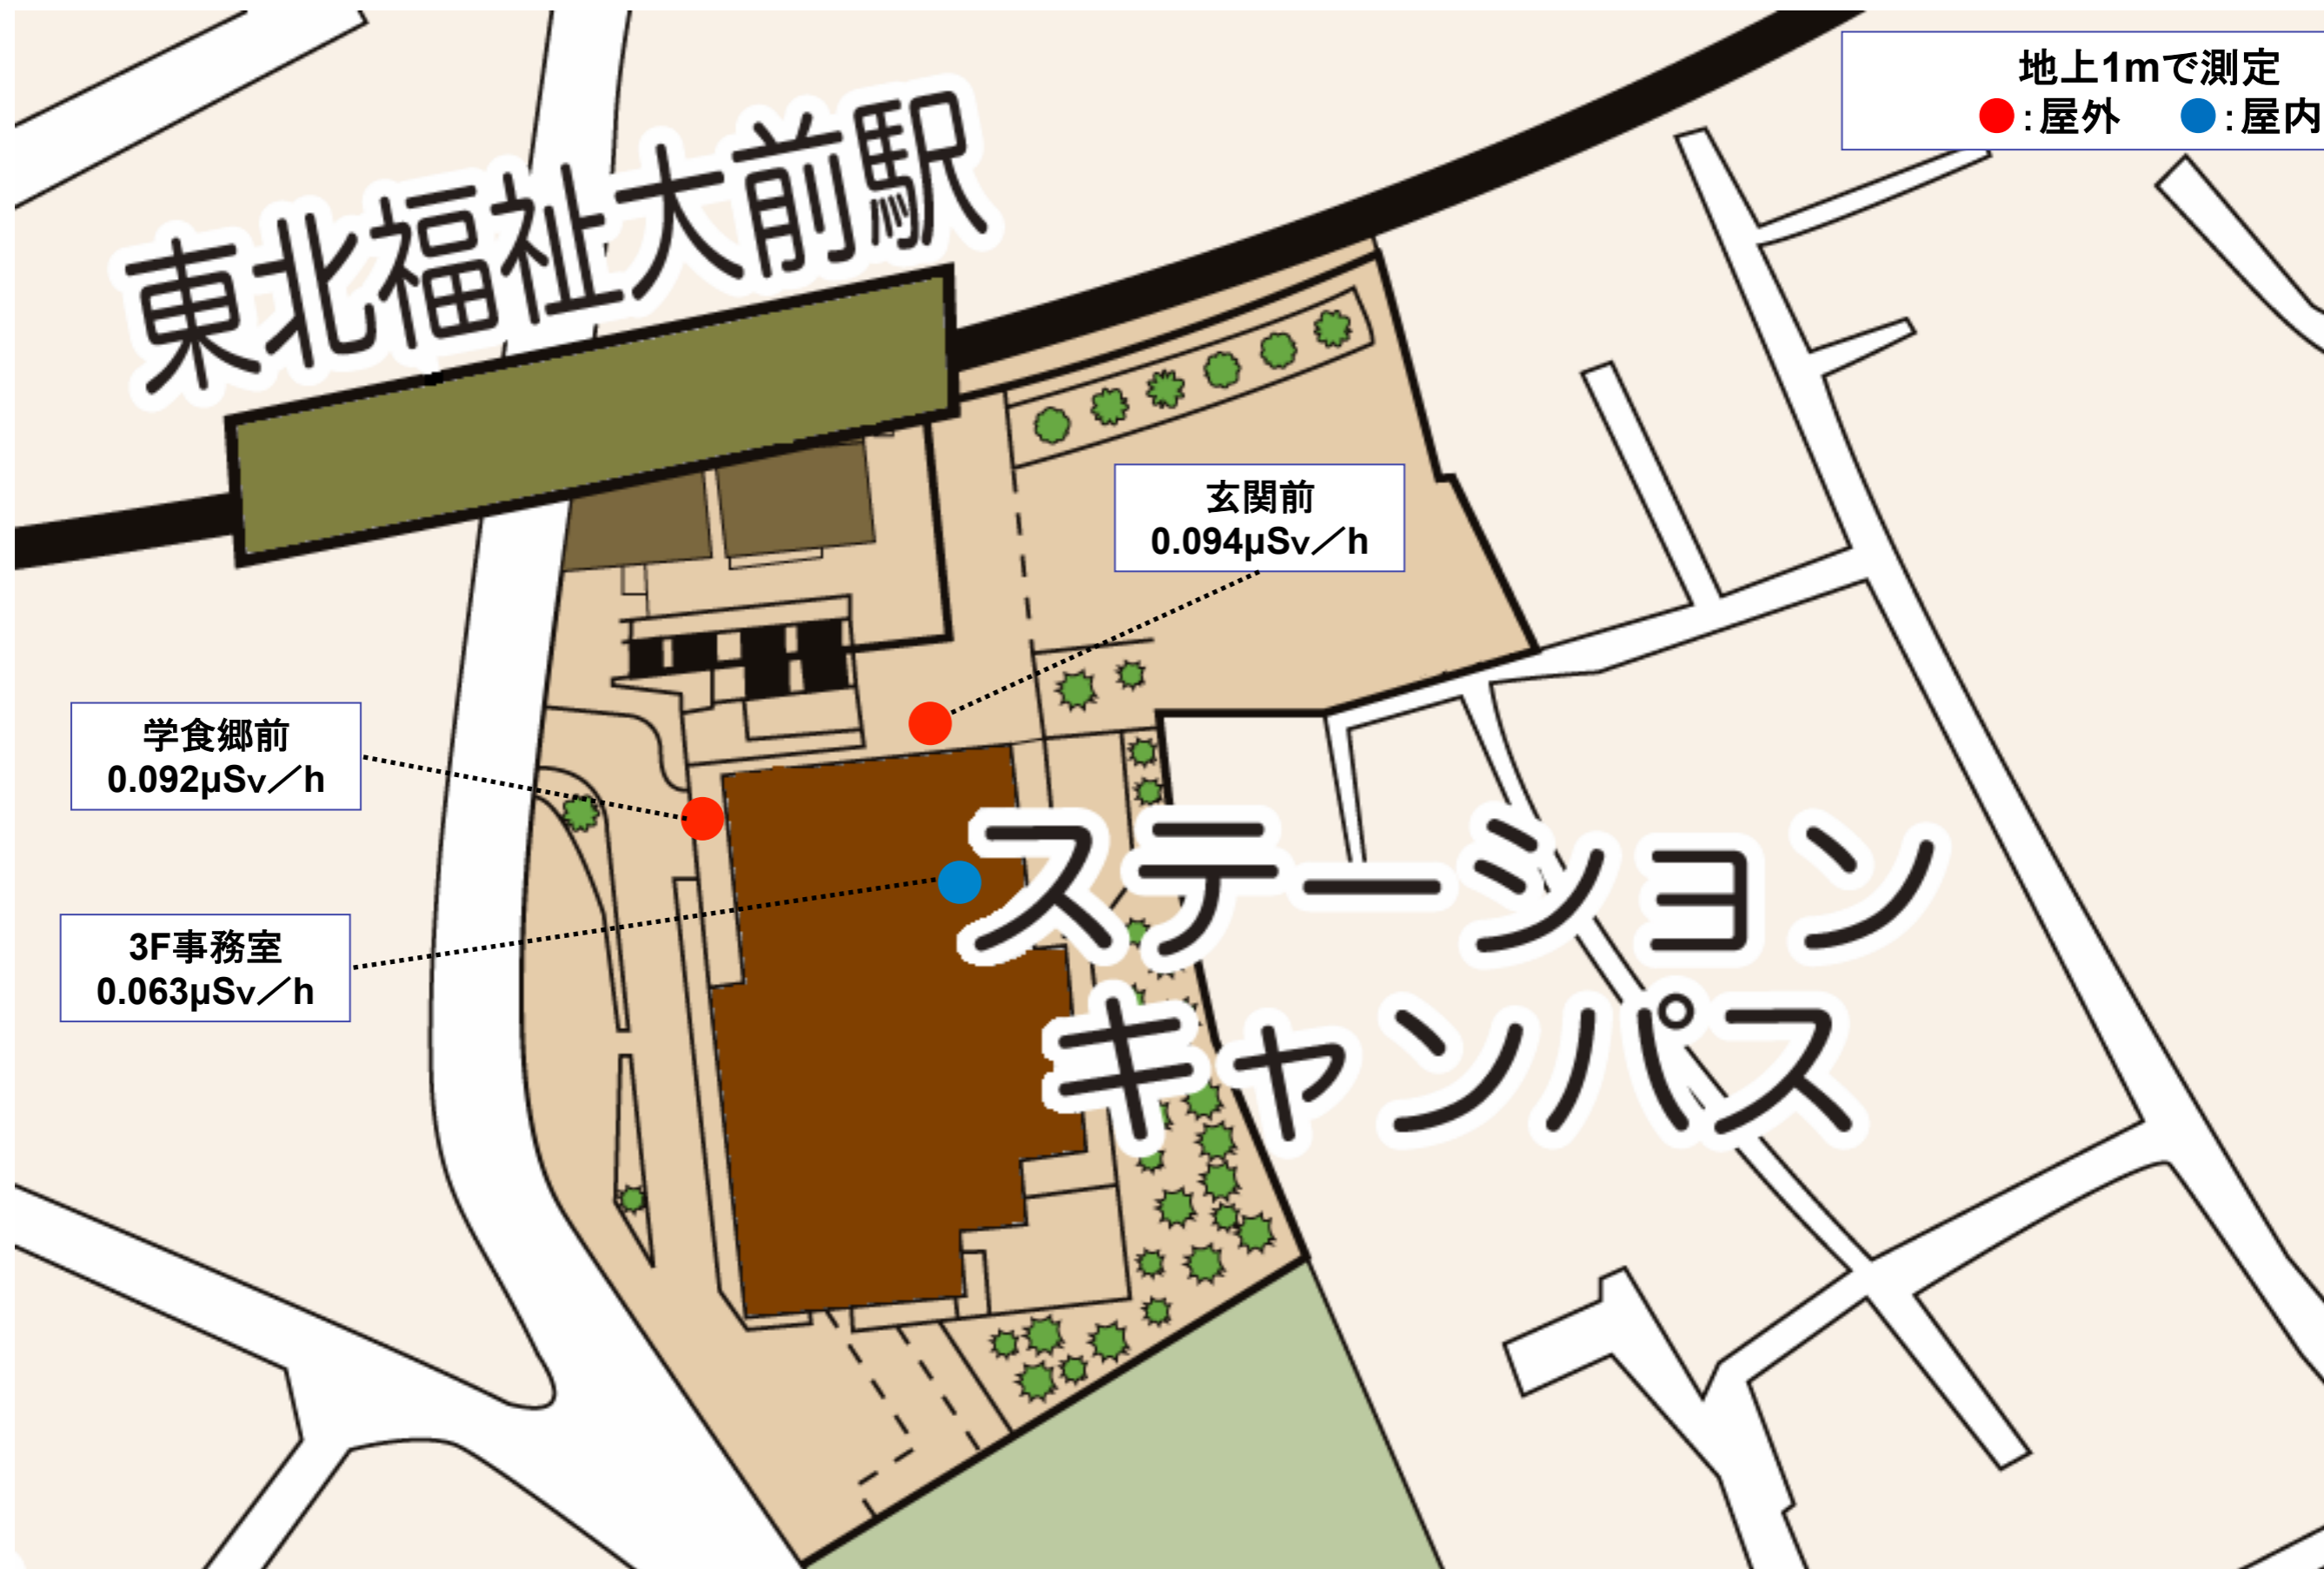 地上1mで測定
●：屋外　●：屋内
東北福祉大前駅
玄関前
0.094μSv／h
学食郷前
0.092μSv／h
3F事務室
0.063μSv／h
ステーション
キャンパス